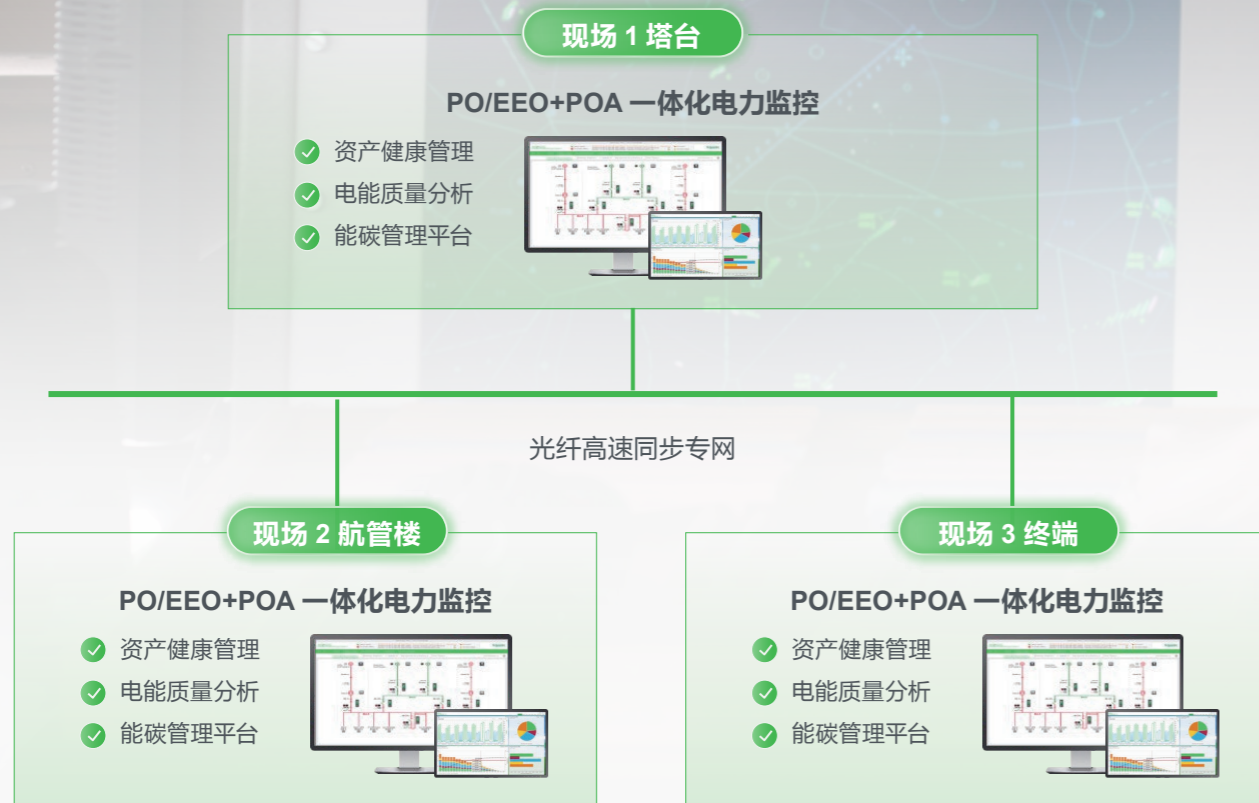 现场 1 塔台
PO/EEO+POA 一体化电力监控
资产健康管理
电能质量分析
能碳管理平台
光纤高速同步专网
现场 2 航管楼
PO/EEO+POA 一体化电力监控
资产健康管理
电能质量分析
能碳管理平台
现场 3 终端
PO/EEO+POA 一体化电力监控
资产健康管理
电能质量分析
能碳管理平台